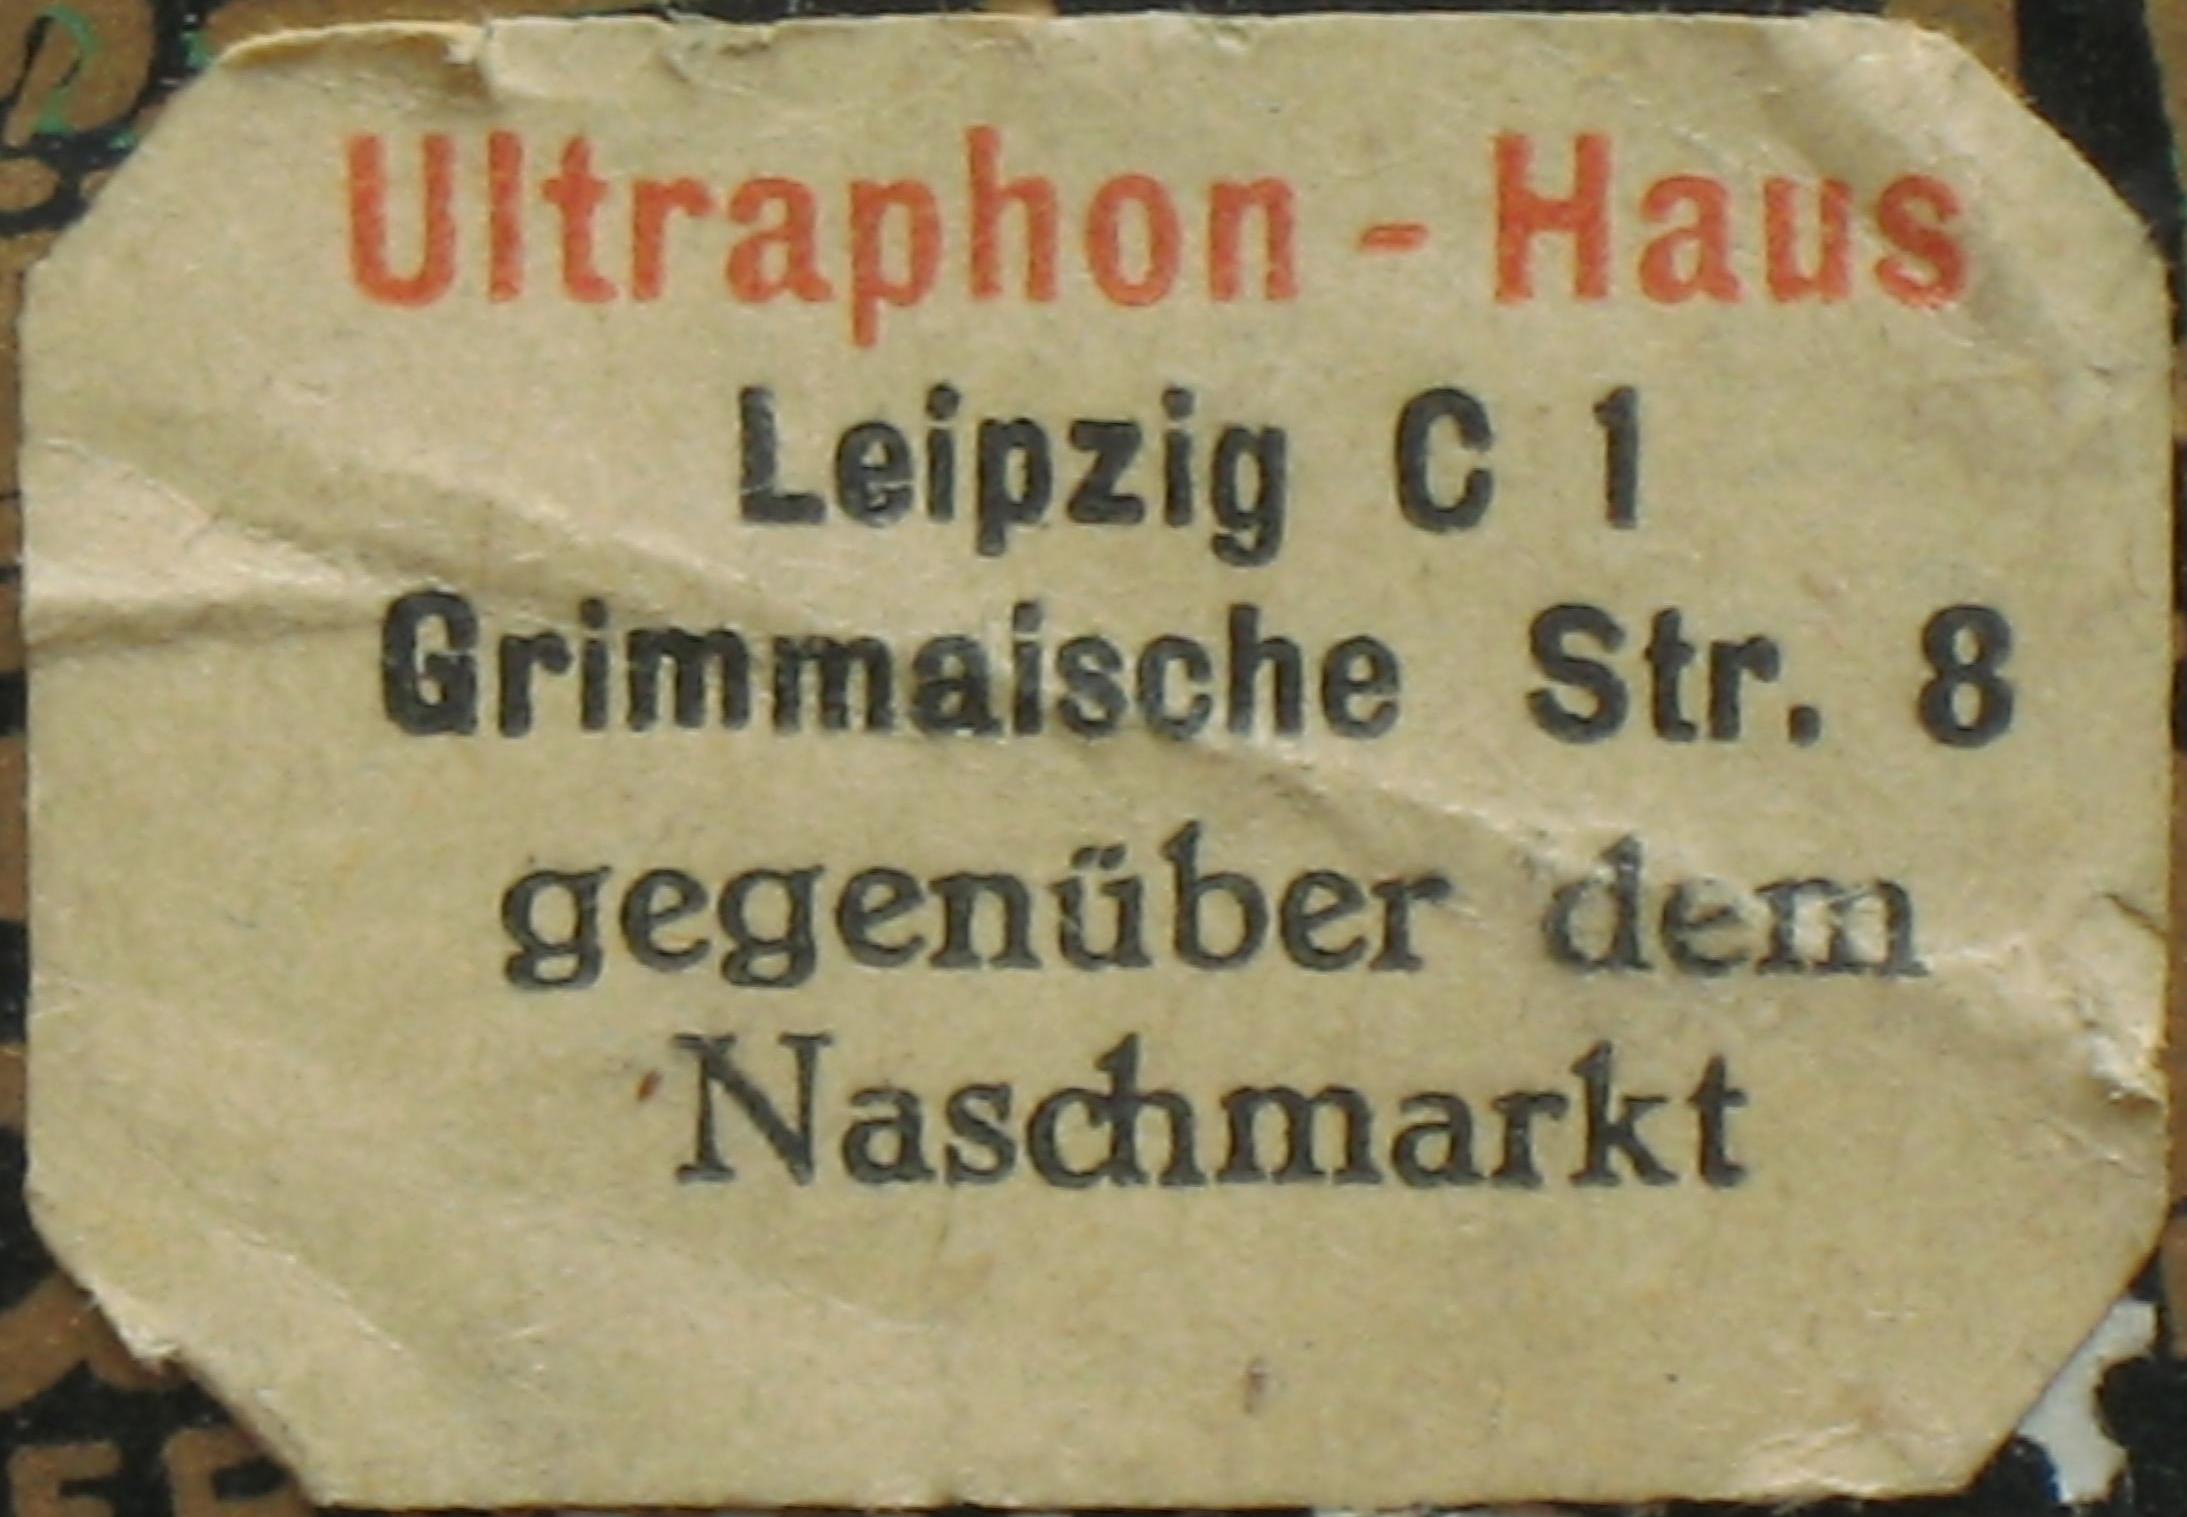 Ultraphon - Haus
Leipzig C 1
Grimmaische Str. 8
gegenüber dem
Naschmarkt